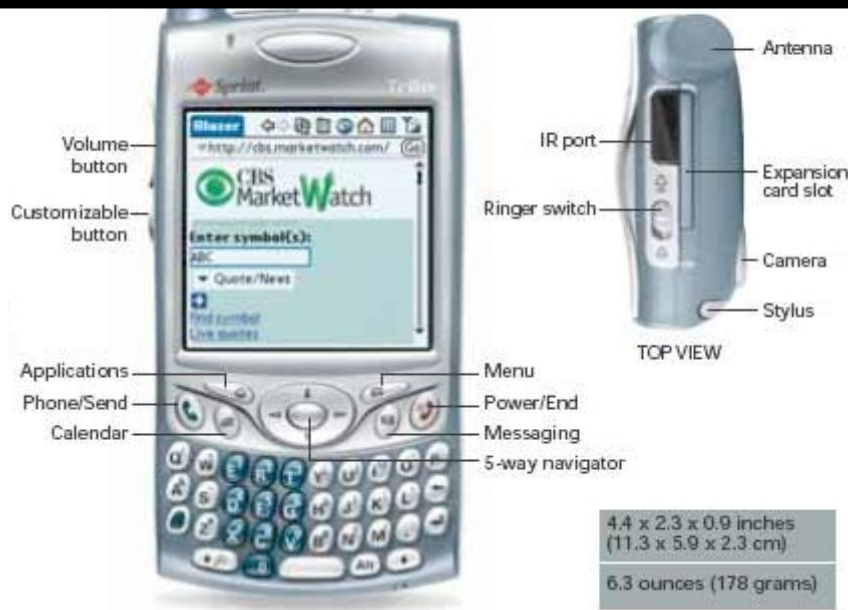 Sprint.
Treo
Blazer
http://cbs.marketwatch.com/ Go
CBS
MarketWatch
Enter symbol(s):
ABC
Quote/News
Find symbol
Live quotes
Volume
button
Customizable
button
Applications
Phone/Send
Calendar
Menu
Power/End
Messaging
5-way navigator
Q W E R T Y U I O P
A S D F G H J K L
Z X C V B N M .
0 Alt
Antenna
IR port
Expansion
card slot
Ringer switch
Camera
Stylus
TOP VIEW
4.4 x 2.3 x 0.9 inches
(11.3 x 5.9 x 2.3 cm)
6.3 ounces (178 grams)